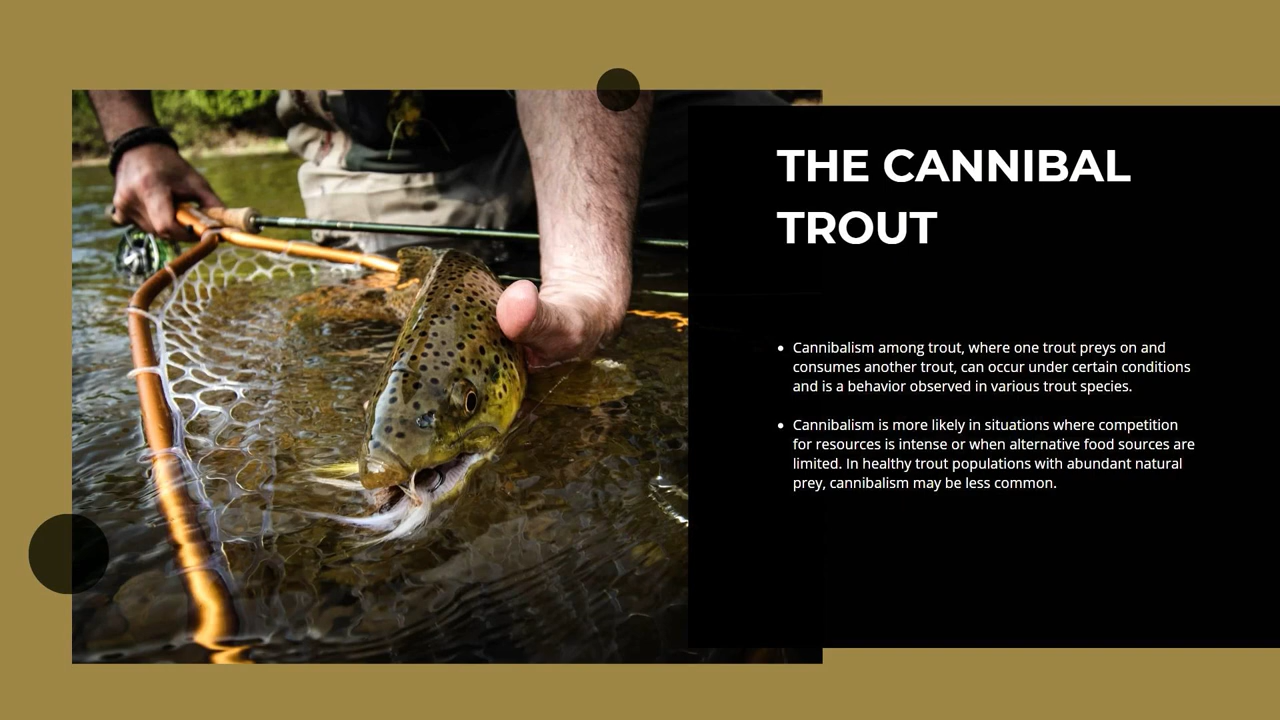 THE CANNIBAL
TROUT
• Cannibalism among trout, where one trout preys on and
consumes another trout, can occur under certain conditions
and is a behavior observed in various trout species.
• Cannibalism is more likely in situations where competition
for resources is intense or when alternative food sources are
limited. In healthy trout populations with abundant natural
prey, cannibalism may be less common.